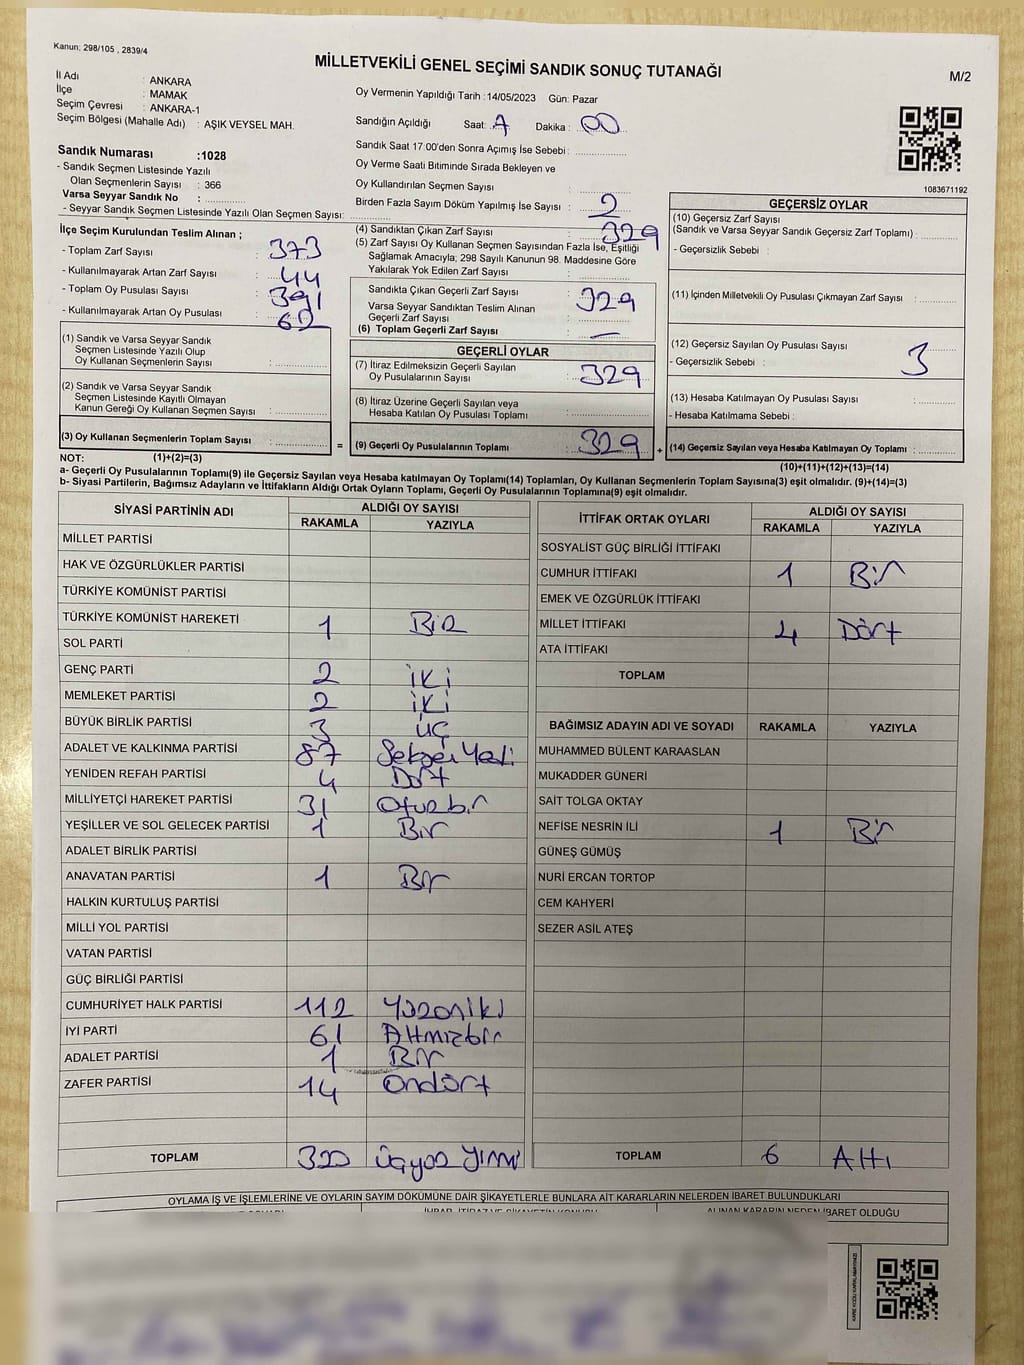 Kanun; 298/105 , 2839/4
MİLLETVEKİLİ GENEL SEÇİMİ SANDIK SONUÇ TUTANAĞI
M/2
İl Adı : ANKARA
İlçe : MAMAK
Seçim Çevresi : ANKARA-1
Seçim Bölgesi (Mahalle Adı) : AŞIK VEYSEL MAH.
Oy Vermenin Yapıldığı Tarih :14/05/2023 Gün: Pazar
Sandığın Açıldığı Saat: Dakika : 00
Sandık Saat 17:00'den Sonra Açımış İse Sebebi :
Oy Verme Saati Bitiminde Sırada Bekleyen ve
Oy Kullandırılan Seçmen Sayısı :
Birden Fazla Sayım Döküm Yapılmış İse Sayısı : 2
1083671192
Sandık Numarası :1028
- Sandık Seçmen Listesinde Yazılı
Olan Seçmenlerin Sayısı : 366
Varsa Seyyar Sandık No :
- Seyyar Sandık Seçmen Listesinde Yazılı Olan Seçmen Sayısı:
İlçe Seçim Kurulundan Teslim Alınan ;
- Toplam Zarf Sayısı : 373
- Kullanılmayarak Artan Zarf Sayısı : 44
- Toplam Oy Pusulası Sayısı : 391
- Kullanılmayarak Artan Oy Pusulası : 62
(1) Sandık ve Varsa Seyyar Sandık
Seçmen Listesinde Yazılı Olup
Oy Kullanan Seçmenlerin Sayısı :
(2) Sandık ve Varsa Seyyar Sandık
Seçmen Listesinde Kayıtlı Olmayan
Kanun Gereği Oy Kullanan Seçmen Sayısı :
(3) Oy Kullanan Seçmenlerin Toplam Sayısı :
(4) Sandıktan Çıkan Zarf Sayısı : 329
(5) Zarf Sayısı Oy Kullanan Seçmen Sayısından Fazla İse, Eşitliği
Sağlamak Amacıyla; 298 Sayılı Kanunun 98. Maddesine Göre
Yakılarak Yok Edilen Zarf Sayısı :
Sandıkta Çıkan Geçerli Zarf Sayısı : 329
Varsa Seyyar Sandıktan Teslim Alınan
Geçerli Zarf Sayısı :
(6) Toplam Geçerli Zarf Sayısı : —
GEÇERLİ OYLAR
(7) İtiraz Edilmeksizin Geçerli Sayılan
Oy Pusulalarının Sayısı : 329
(8) İtiraz Üzerine Geçerli Sayılan veya
Hesaba Katılan Oy Pusulası Toplamı :
= (9) Geçerli Oy Pusulalarının Toplamı : 329 +
GEÇERSİZ OYLAR
(10) Geçersiz Zarf Sayısı
(Sandık ve Varsa Seyyar Sandık Geçersiz Zarf Toplamı) :
- Geçersizlik Sebebi :
(11) İçinden Milletvekili Oy Pusulası Çıkmayan Zarf Sayısı :
(12) Geçersiz Sayılan Oy Pusulası Sayısı : 3
- Geçersizlik Sebebi :
(13) Hesaba Katılmayan Oy Pusulası Sayısı :
- Hesaba Katılmama Sebebi :
(14) Geçersiz Sayılan veya Hesaba Katılmayan Oy Toplamı :
NOT: (1)+(2)=(3)
(10)+(11)+(12)+(13)=(14)
a- Geçerli Oy Pusulalarının Toplamı(9) ile Geçersiz Sayılan veya Hesaba katılmayan Oy Toplamı(14) Toplamları, Oy Kullanan Seçmenlerin Toplam Sayısına(3) eşit olmalıdır. (9)+(14)=(3)
b- Siyasi Partilerin, Bağımsız Adayların ve İttifakların Aldığı Ortak Oyların Toplamı, Geçerli Oy Pusulalarının Toplamına(9) eşit olmalıdır.
SİYASİ PARTİNİN ADI
ALDIĞI OY SAYISI
RAKAMLA YAZIYLA
MİLLET PARTİSİ
HAK VE ÖZGÜRLÜKLER PARTİSİ
TÜRKİYE KOMÜNİST PARTİSİ
TÜRKİYE KOMÜNİST HAREKETİ 1 Bir
SOL PARTİ
GENÇ PARTİ 2 iki
MEMLEKET PARTİSİ 2 iki
BÜYÜK BİRLİK PARTİSİ 3 üç
ADALET VE KALKINMA PARTİSİ 87 Seksen Yedi
YENİDEN REFAH PARTİSİ 4 Dört
MİLLİYETÇİ HAREKET PARTİSİ 31 Otuzbir
YEŞİLLER VE SOL GELECEK PARTİSİ 1 Bir
ADALET BİRLİK PARTİSİ
ANAVATAN PARTİSİ 1 Bir
HALKIN KURTULUŞ PARTİSİ
MİLLİ YOL PARTİSİ
VATAN PARTİSİ
GÜÇ BİRLİĞİ PARTİSİ
CUMHURİYET HALK PARTİSİ 112 Yüzoniki
İYİ PARTİ 61 Altmışbir
ADALET PARTİSİ 1 Bir
ZAFER PARTİSİ 14 Ondört
TOPLAM 320 üçyüz yirmi
İTTİFAK ORTAK OYLARI
ALDIĞI OY SAYISI
RAKAMLA YAZIYLA
SOSYALİST GÜÇ BİRLİĞİ İTTİFAKI
CUMHUR İTTİFAKI 1 Bir
EMEK VE ÖZGÜRLÜK İTTİFAKI
MİLLET İTTİFAKI 4 Dört
ATA İTTİFAKI
TOPLAM
BAĞIMSIZ ADAYIN ADI VE SOYADI RAKAMLA YAZIYLA
MUHAMMED BÜLENT KARAASLAN
MUKADDER GÜNERİ
SAİT TOLGA OKTAY
NEFİSE NESRİN İLİ 1 Bir
GÜNEŞ GÜMÜŞ
NURİ ERCAN TORTOP
CEM KAHYERİ
SEZER ASİL ATEŞ
TOPLAM 6 Altı
OYLAMA İŞ VE İŞLEMLERİNE VE OYLARIN SAYIM DÖKÜMÜNE DAİR ŞİKAYETLERLE BUNLARA AİT KARARLARIN NELERDEN İBARET BULUNDUKLARI
ALINAN KARARIN NEDEN İBARET OLDUĞU